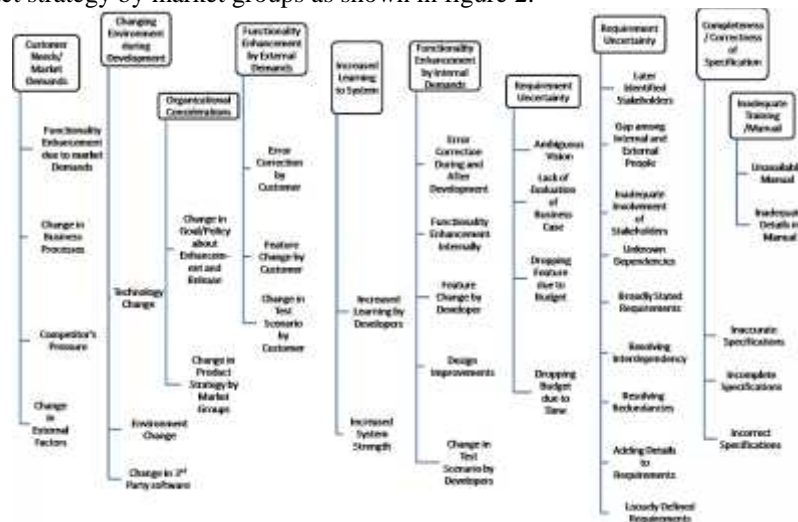 et strategy by market groups as shown in figure 2.
Customer
Needs/
Market
Demands
Functionality
Enhancement
due to market
Demands
Change in
Business
Processes
Competitor's
Pressure
Change
in
External
Factors
Changing
Environment
during
Development
Technology
Change
Environment
Change
Change in 3rd
Party software
Organizational
Considerations
Change in
Goal/Policy
about
Enhancem-
ent and
Release
Change in
Product
Strategy by
Market
Groups
Functionality
Enhancement
by External
Demands
Error
Correction
by
Customer
Feature
Change by
Customer
Change in
Test
Scenario
by
Customer
Increased
Learning
to System
Increased
Learning by
Developers
Increased
System
Strength
Functionality
Enhancement
by Internal
Demands
Error
Correction
During and
After
Development
Functionality
Enhancement
Internally
Feature
Change by
Developer
Design
Improvements
Change in
Test
Scenario by
Developers
Requirement
Uncertainty
Ambiguous
Vision
Lack of
Evaluation
of
Business
Case
Dropping
Feature
due to
Budget
Dropping
Budget
due to
Requirement
Uncertainty
Later
Identified
Stakeholders
Gap among
Internal and
External
People
Inadequate
Involvement
of
Stakeholders
Unknown
Dependencies
Broadly Stated
Requirements
Resolving
Interdependency
Resolving
Redundancies
Adding Details
to
Requirements
Loosely Defined
Requirements
Completeness
/ Correctness
of
Specification
Inaccurate
Specifications
Incomplete
Specifications
Incorrect
Specifications
Inadequate
Training
/Manual
Unavailabl
Manual
Inadequat
Details in
Manual